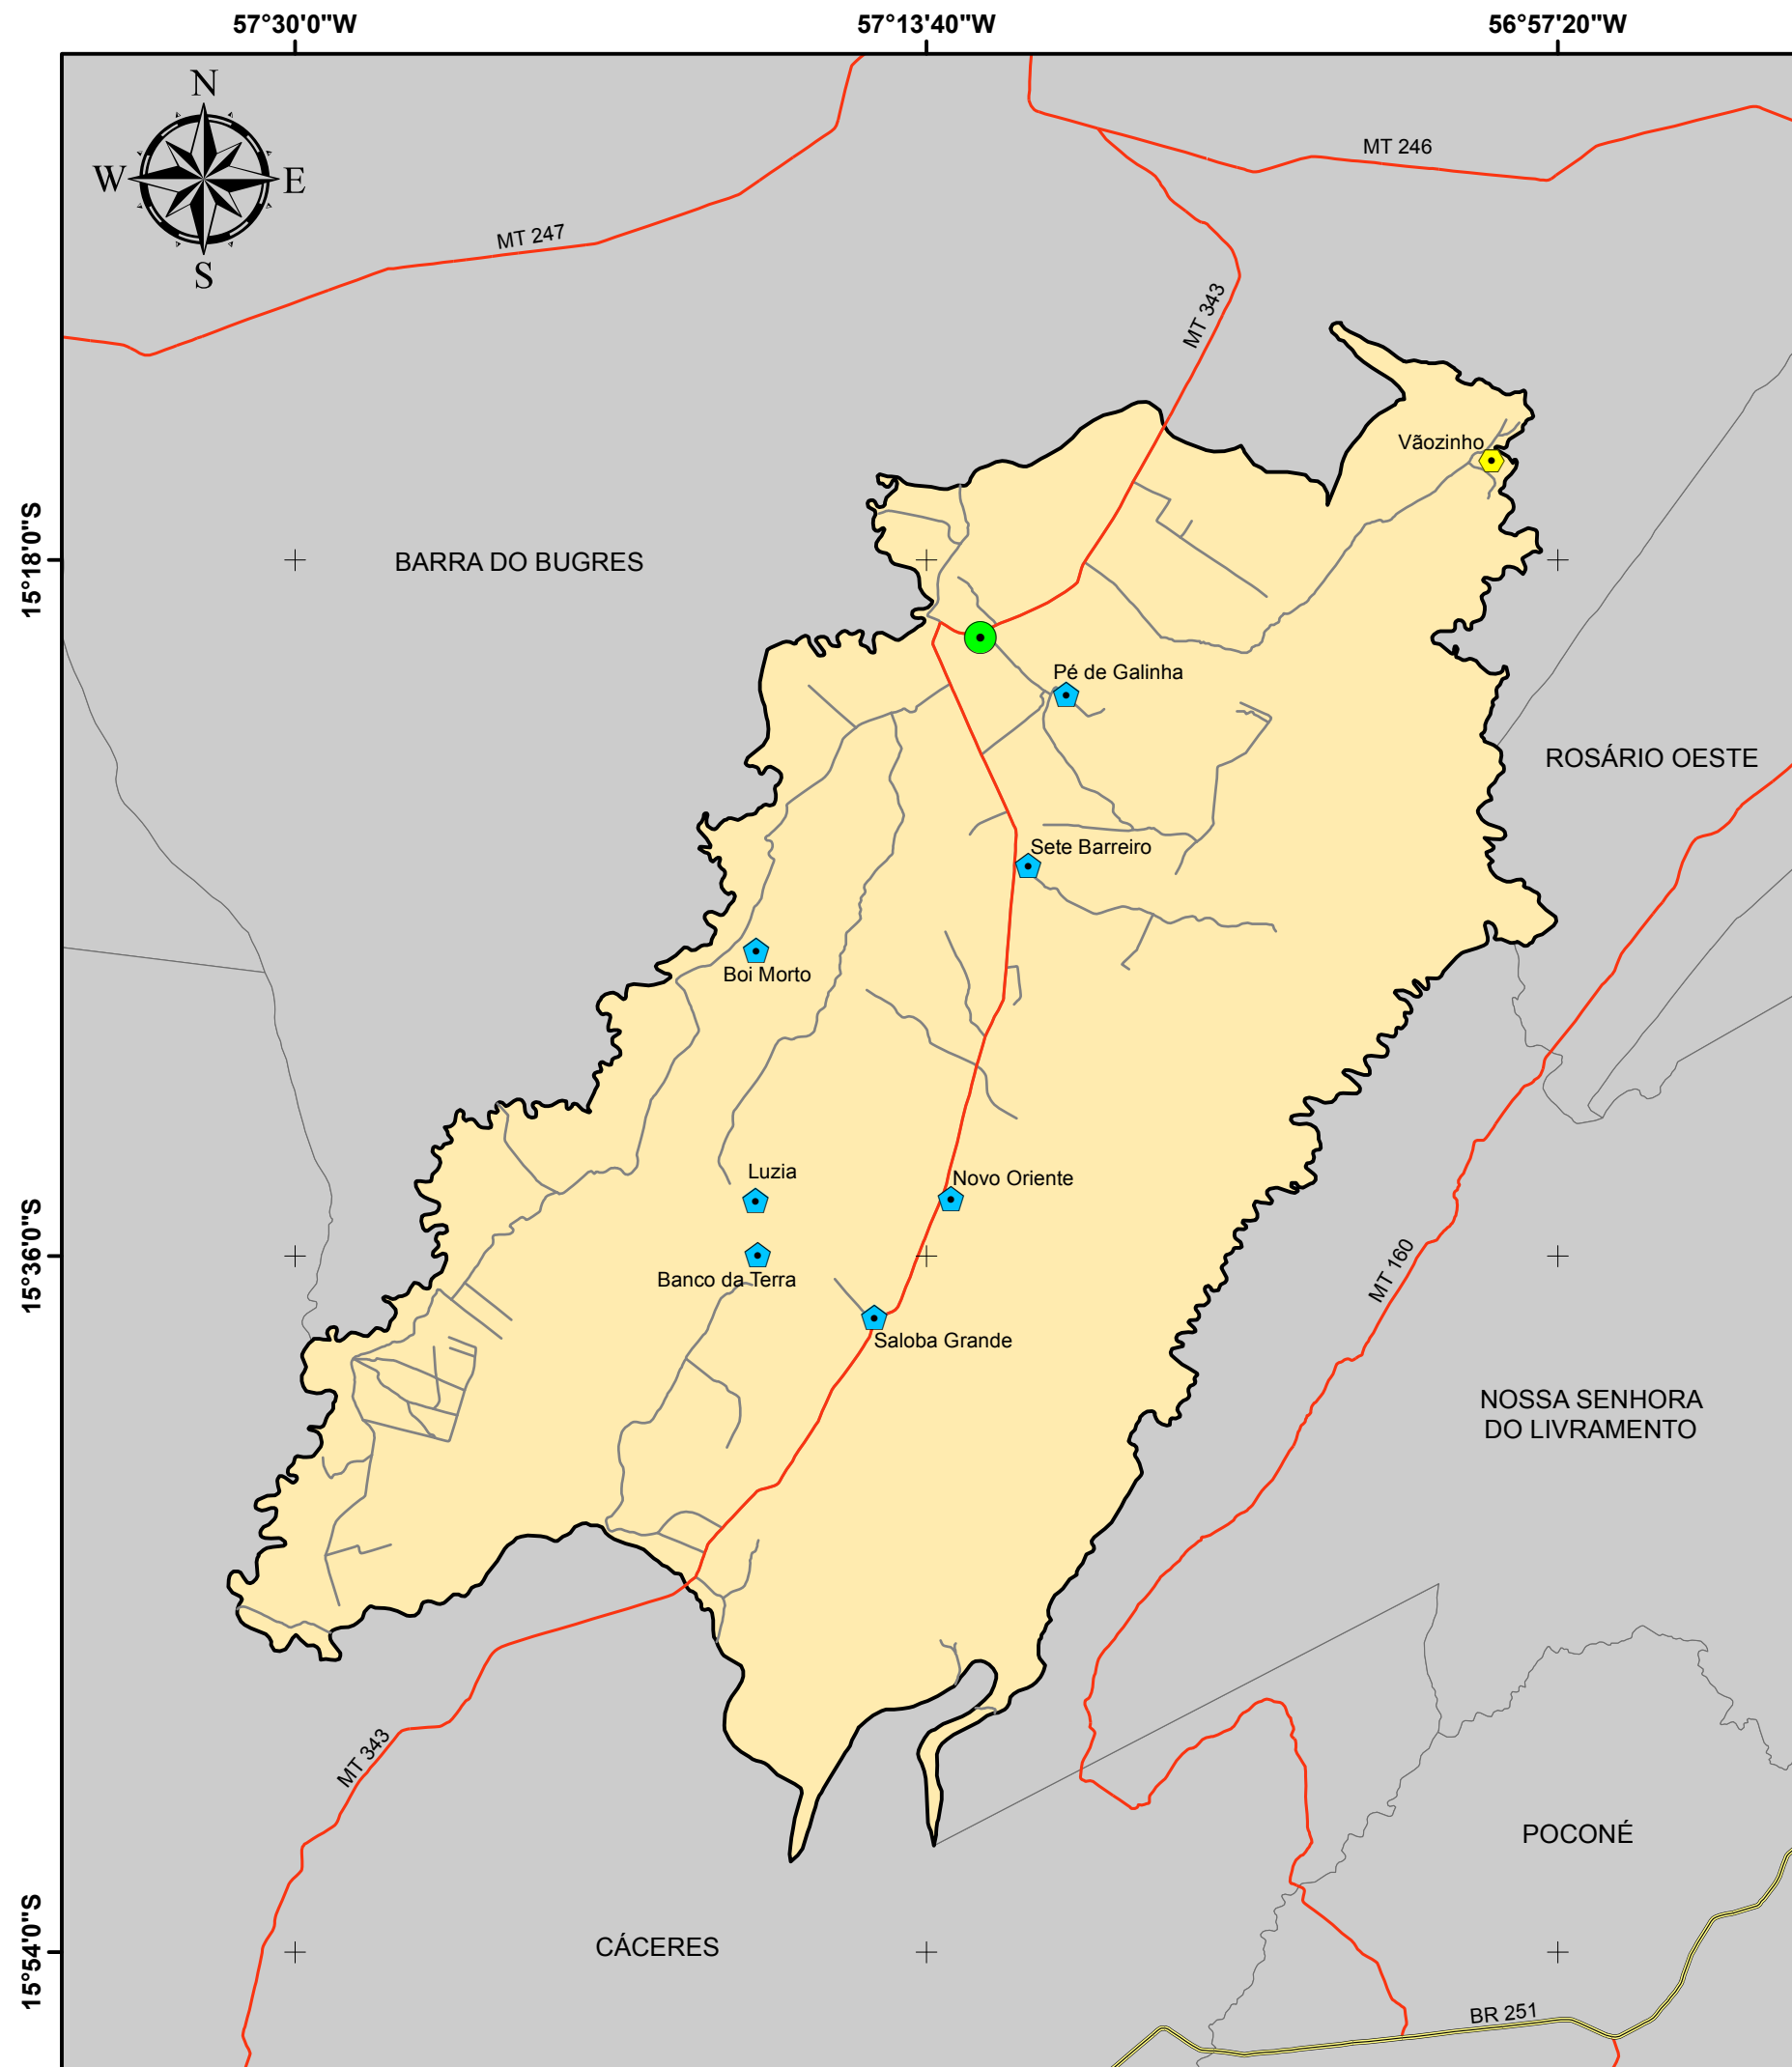 57°30'0"W
57°13'40"W
56°57'20"W
N
W
E
S
MT 246
MT 247
MT 343
Vãozinho
15°18'0"S
BARRA DO BUGRES
Pé de Galinha
ROSÁRIO OESTE
Sete Barreiro
Boi Morto
Luzia
Novo Oriente
15°36'0"S
Banco da Terra
MT 160
Saloba Grande
NOSSA SENHORA
DO LIVRAMENTO
MT 343
POCONÉ
15°54'0"S
CÁCERES
BR 251